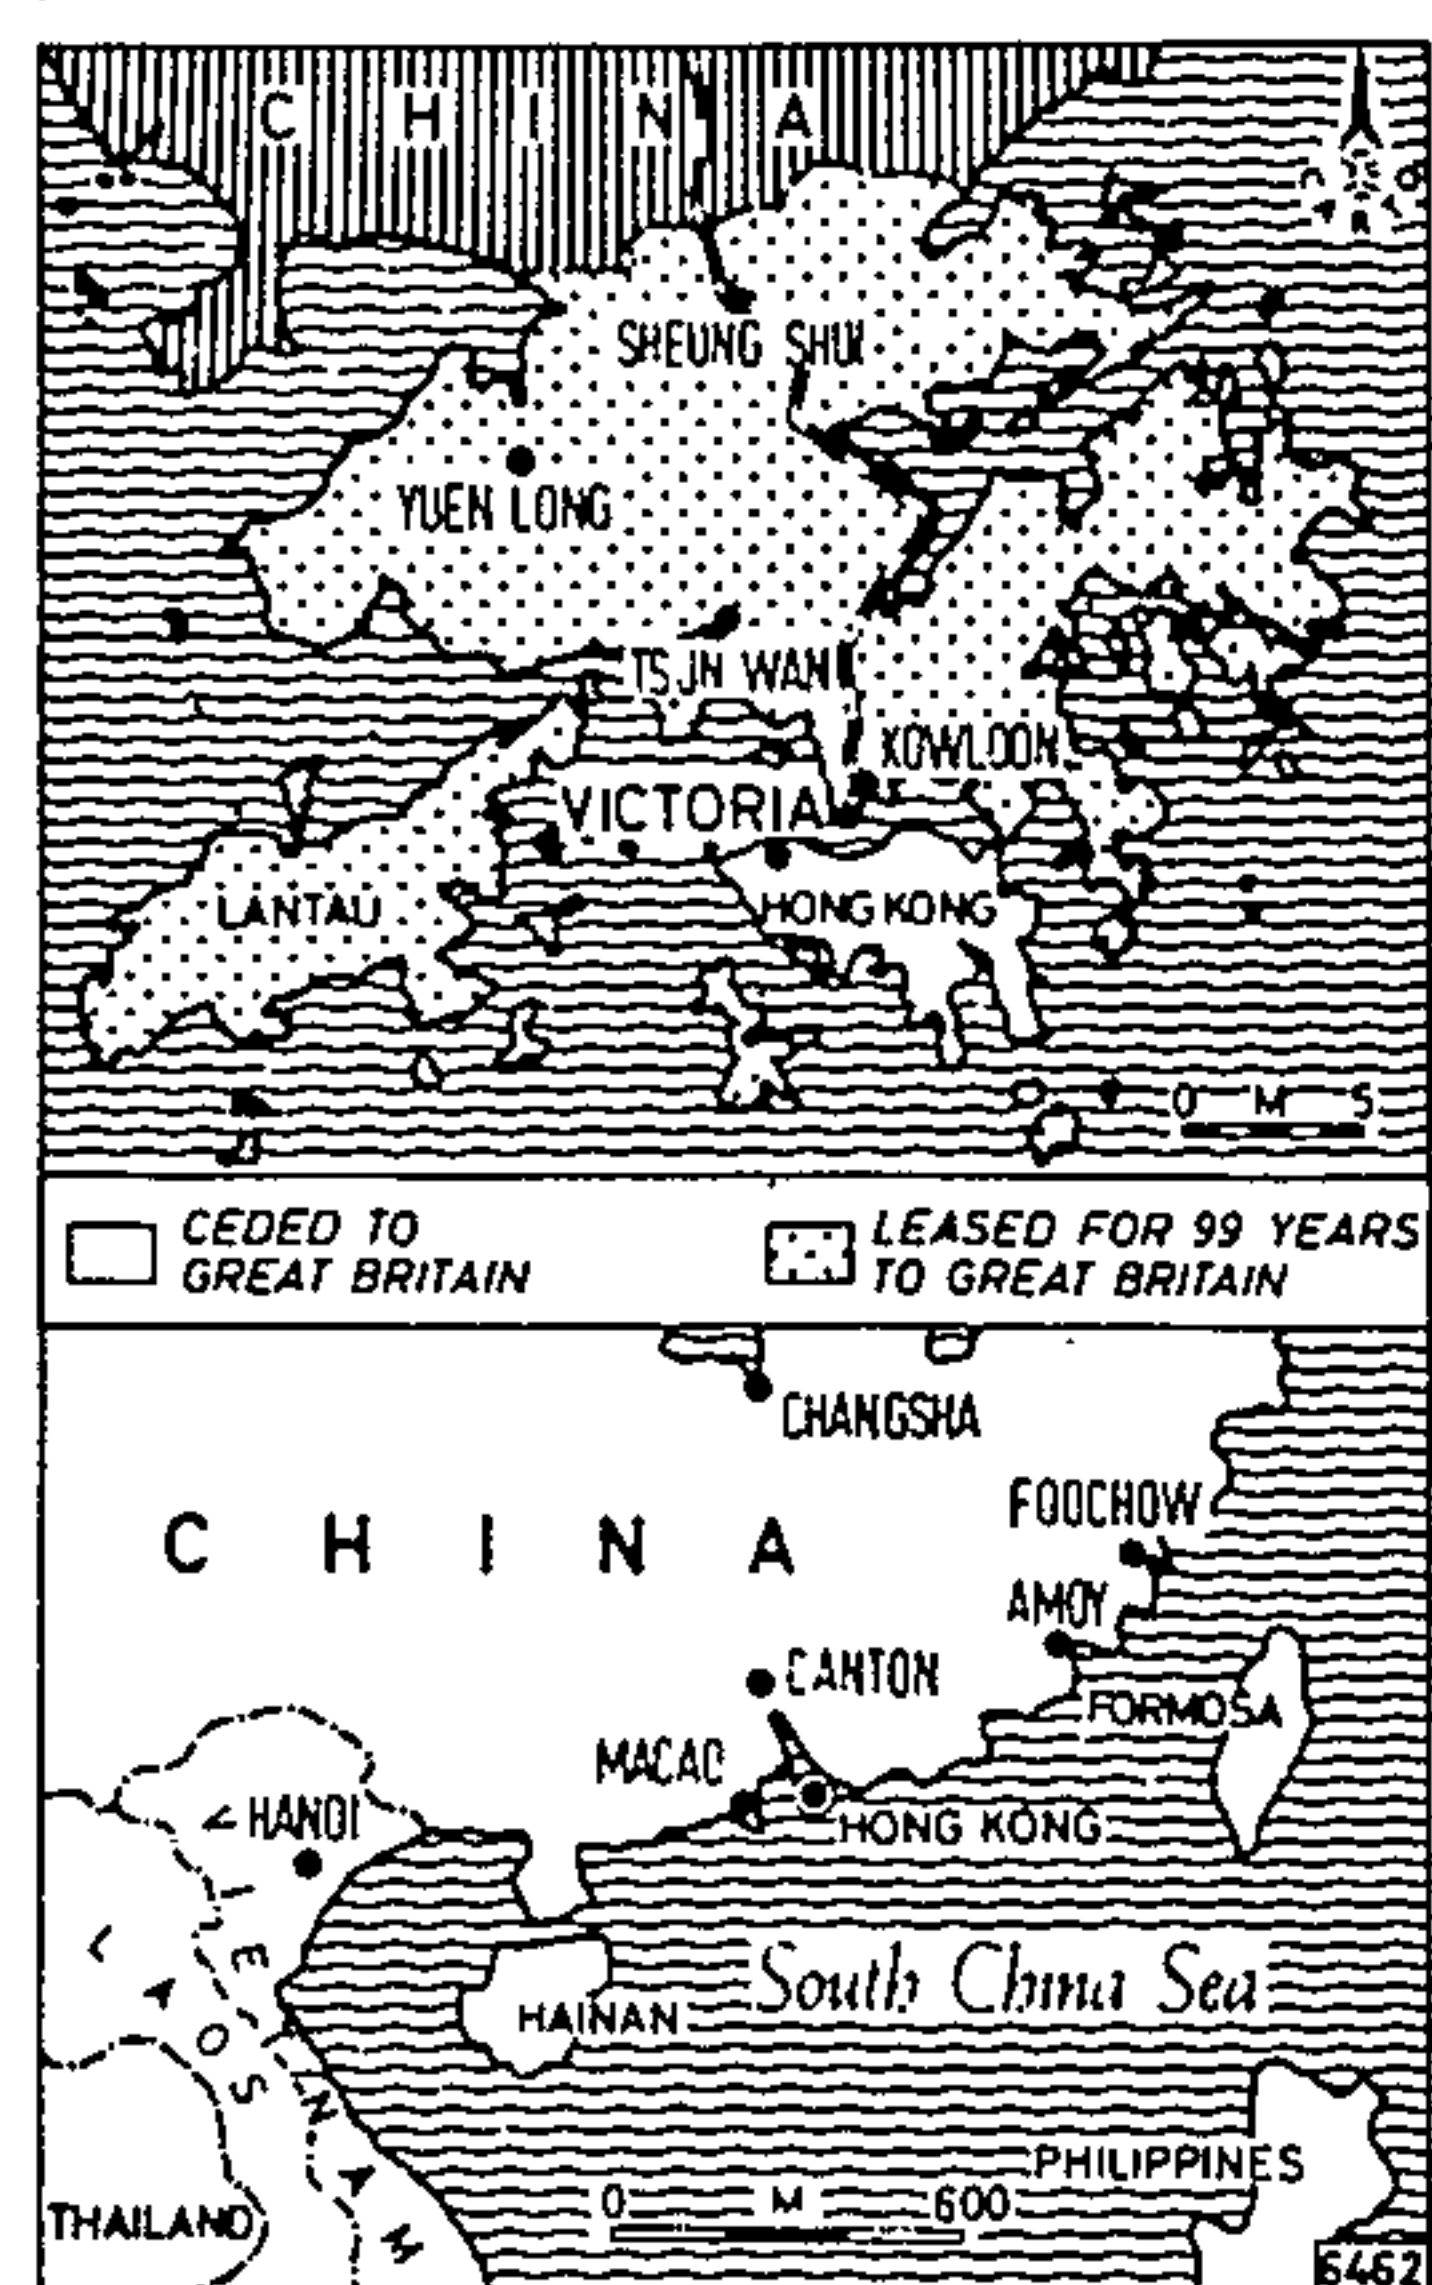 C H I N A
SHEUNG SHUI
YUEN LONG
TSUN WAN
KOWLOON
VICTORIA
LANTAU
HONG KONG
0 M 5
CEDED TO
GREAT BRITAIN
LEASED FOR 99 YEARS
TO GREAT BRITAIN
CHANGSHA
FOOCHOW
C H I N A
AMOY
CANTON
FORMOSA
MACAO
HANOI
HONG KONG
VIETNAM
LAOS
South China Sea
HAINAN
PHILIPPINES
0 M 600
THAILAND
6462